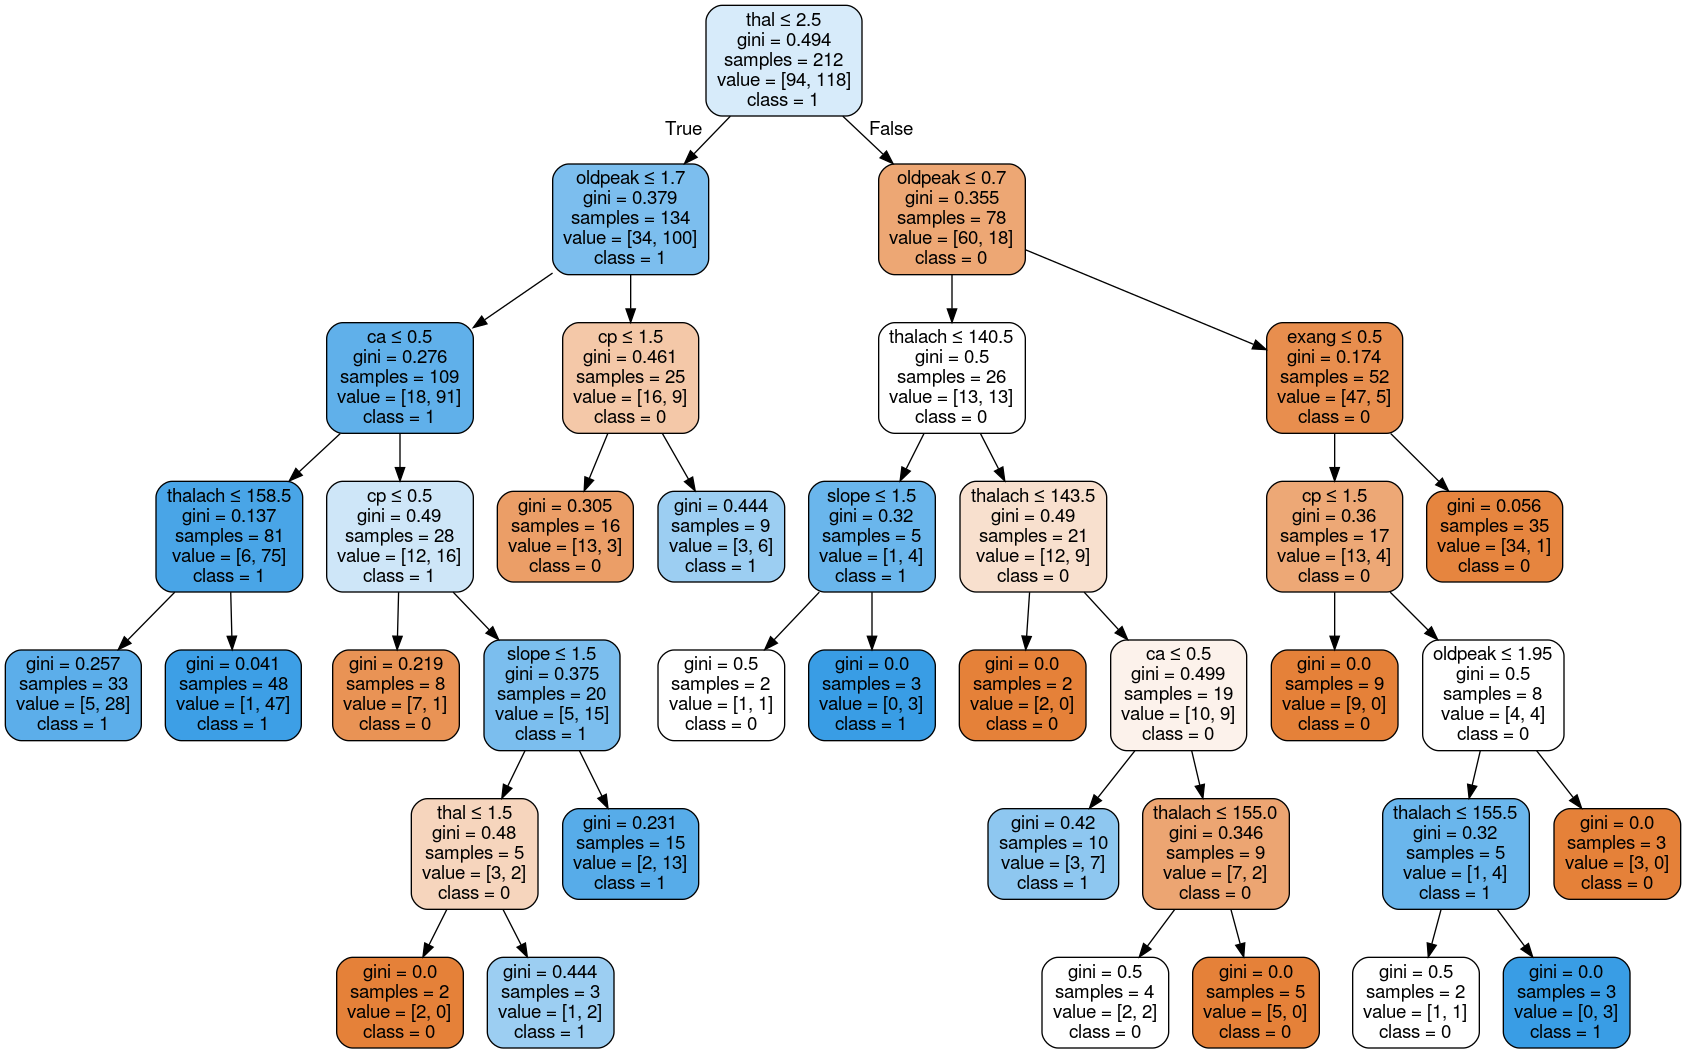 thal ≤ 2.5
gini = 0.494
samples = 212
value = [94, 118]
class = 1
True
False
oldpeak ≤ 1.7
gini = 0.379
samples = 134
value = [34, 100]
class = 1
oldpeak ≤ 0.7
gini = 0.355
samples = 78
value = [60, 18]
class = 0
ca ≤ 0.5
gini = 0.276
samples = 109
value = [18, 91]
class = 1
cp ≤ 1.5
gini = 0.461
samples = 25
value = [16, 9]
class = 0
thalach ≤ 140.5
gini = 0.5
samples = 26
value = [13, 13]
class = 0
exang ≤ 0.5
gini = 0.174
samples = 52
value = [47, 5]
class = 0
thalach ≤ 158.5
gini = 0.137
samples = 81
value = [6, 75]
class = 1
cp ≤ 0.5
gini = 0.49
samples = 28
value = [12, 16]
class = 1
gini = 0.305
samples = 16
value = [13, 3]
class = 0
gini = 0.444
samples = 9
value = [3, 6]
class = 1
slope ≤ 1.5
gini = 0.32
samples = 5
value = [1, 4]
class = 1
thalach ≤ 143.5
gini = 0.49
samples = 21
value = [12, 9]
class = 0
cp ≤ 1.5
gini = 0.36
samples = 17
value = [13, 4]
class = 0
gini = 0.056
samples = 35
value = [34, 1]
class = 0
gini = 0.257
samples = 33
value = [5, 28]
class = 1
gini = 0.041
samples = 48
value = [1, 47]
class = 1
gini = 0.219
samples = 8
value = [7, 1]
class = 0
slope ≤ 1.5
gini = 0.375
samples = 20
value = [5, 15]
class = 1
gini = 0.5
samples = 2
value = [1, 1]
class = 0
gini = 0.0
samples = 3
value = [0, 3]
class = 1
gini = 0.0
samples = 2
value = [2, 0]
class = 0
ca ≤ 0.5
gini = 0.499
samples = 19
value = [10, 9]
class = 0
gini = 0.0
samples = 9
value = [9, 0]
class = 0
oldpeak ≤ 1.95
gini = 0.5
samples = 8
value = [4, 4]
class = 0
thal ≤ 1.5
gini = 0.48
samples = 5
value = [3, 2]
class = 0
gini = 0.231
samples = 15
value = [2, 13]
class = 1
gini = 0.42
samples = 10
value = [3, 7]
class = 1
thalach ≤ 155.0
gini = 0.346
samples = 9
value = [7, 2]
class = 0
thalach ≤ 155.5
gini = 0.32
samples = 5
value = [1, 4]
class = 1
gini = 0.0
samples = 3
value = [3, 0]
class = 0
gini = 0.0
samples = 2
value = [2, 0]
class = 0
gini = 0.444
samples = 3
value = [1, 2]
class = 1
gini = 0.5
samples = 4
value = [2, 2]
class = 0
gini = 0.0
samples = 5
value = [5, 0]
class = 0
gini = 0.5
samples = 2
value = [1, 1]
class = 0
gini = 0.0
samples = 3
value = [0, 3]
class = 1